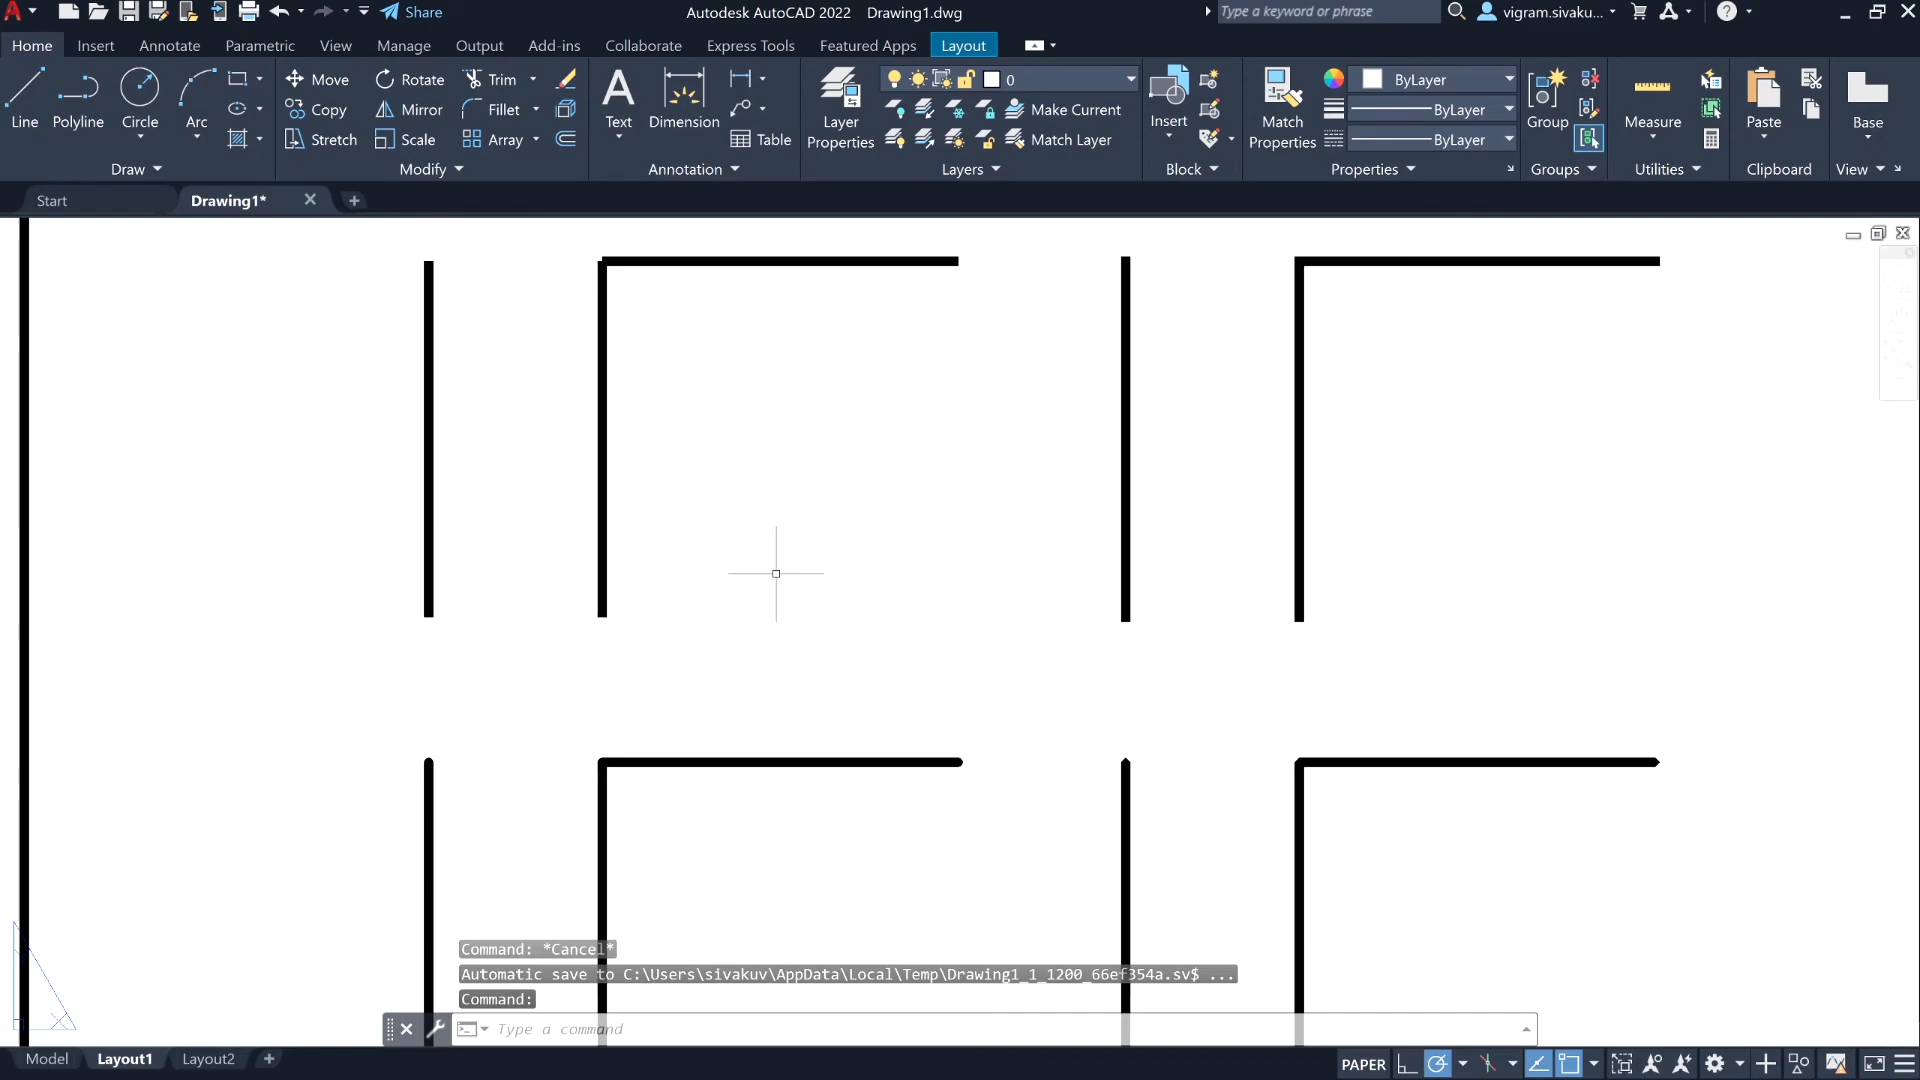 Share
Autodesk AutoCAD 2022 Drawing1.dwg
Type a keyword or phrase
vigram.sivaku...
Home Insert Annotate Parametric View Manage Output Add-ins Collaborate Express Tools Featured Apps Layout
Line Polyline Circle Arc
Move Rotate Trim
Copy Mirror Fillet
Stretch Scale Array
Text Dimension Table
Layer Properties
0
Make Current
Match Layer
Insert
Match Properties
ByLayer
ByLayer
ByLayer
Group
Measure
Paste
Base
Draw Modify Annotation Layers Block Properties Groups Utilities Clipboard View
Start Drawing1*
Command: *Cancel*
Automatic save to C:\Users\sivakuv\AppData\Local\Temp\Drawing1_1_1200_66ef354a.sv$ ...
Command:
Type a command
Model Layout1 Layout2
PAPER